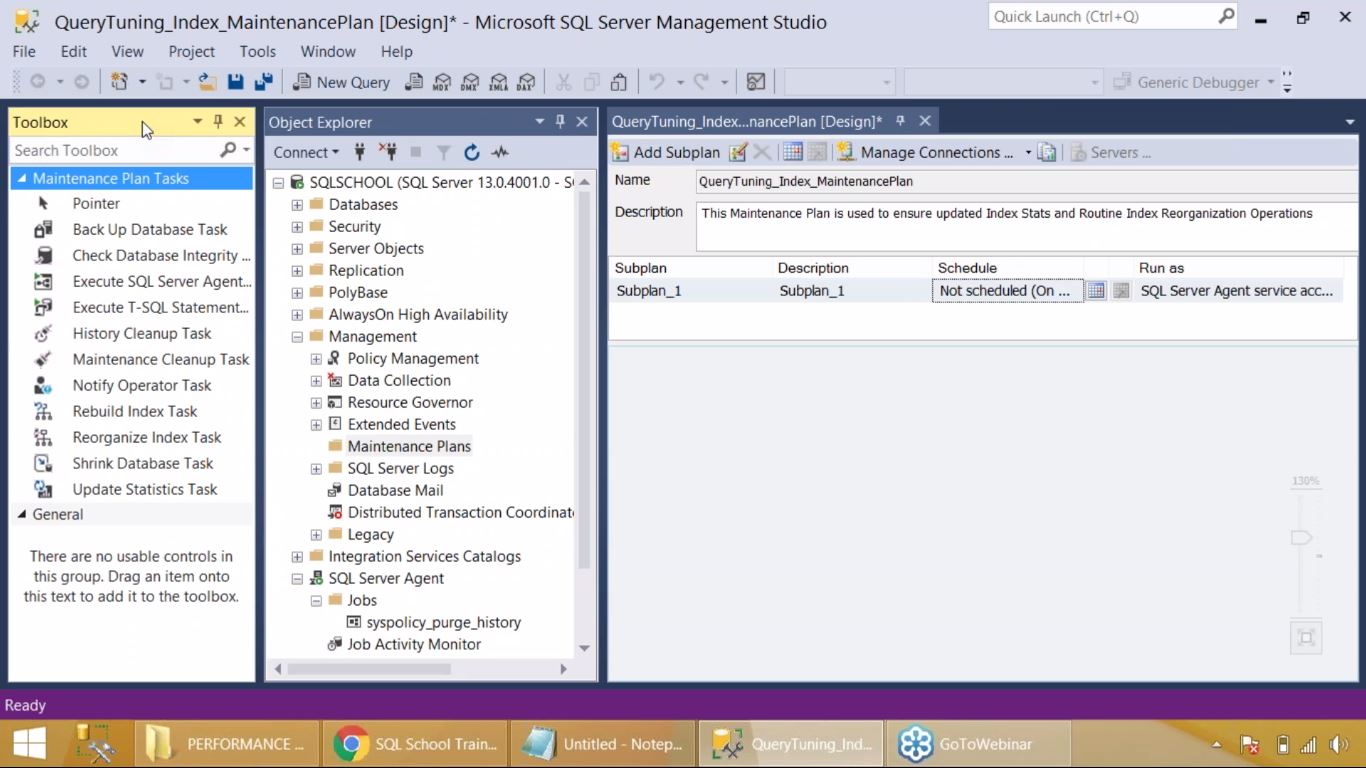 QueryTuning_Index_MaintenancePlan [Design]* - Microsoft SQL Server Management Studio
Quick Launch (Ctrl+Q)
File Edit View Project Tools Window Help
New Query MDX DMX XMLA DAX Generic Debugger
Toolbox
Search Toolbox
Maintenance Plan Tasks
Pointer
Back Up Database Task
Check Database Integrity ...
Execute SQL Server Agent...
Execute T-SQL Statement...
History Cleanup Task
Maintenance Cleanup Task
Notify Operator Task
Rebuild Index Task
Reorganize Index Task
Shrink Database Task
Update Statistics Task
General
There are no usable controls in
this group. Drag an item onto
this text to add it to the toolbox.
Object Explorer
Connect
SQLSCHOOL (SQL Server 13.0.4001.0 - S
Databases
Security
Server Objects
Replication
PolyBase
AlwaysOn High Availability
Management
Policy Management
Data Collection
Resource Governor
Extended Events
Maintenance Plans
SQL Server Logs
Database Mail
Distributed Transaction Coordinat
Legacy
Integration Services Catalogs
SQL Server Agent
Jobs
syspolicy_purge_history
Job Activity Monitor
QueryTuning_Index...nancePlan [Design]*
Add Subplan Manage Connections ... Servers ...
Name QueryTuning_Index_MaintenancePlan
Description This Maintenance Plan is used to ensure updated Index Stats and Routine Index Reorganization Operations
Subplan Description Schedule Run as
Subplan_1 Subplan_1 Not scheduled (On ... SQL Server Agent service acc...
130%
Ready
PERFORMANCE ... SQL School Train... Untitled - Notep... QueryTuning_Ind... GoToWebinar